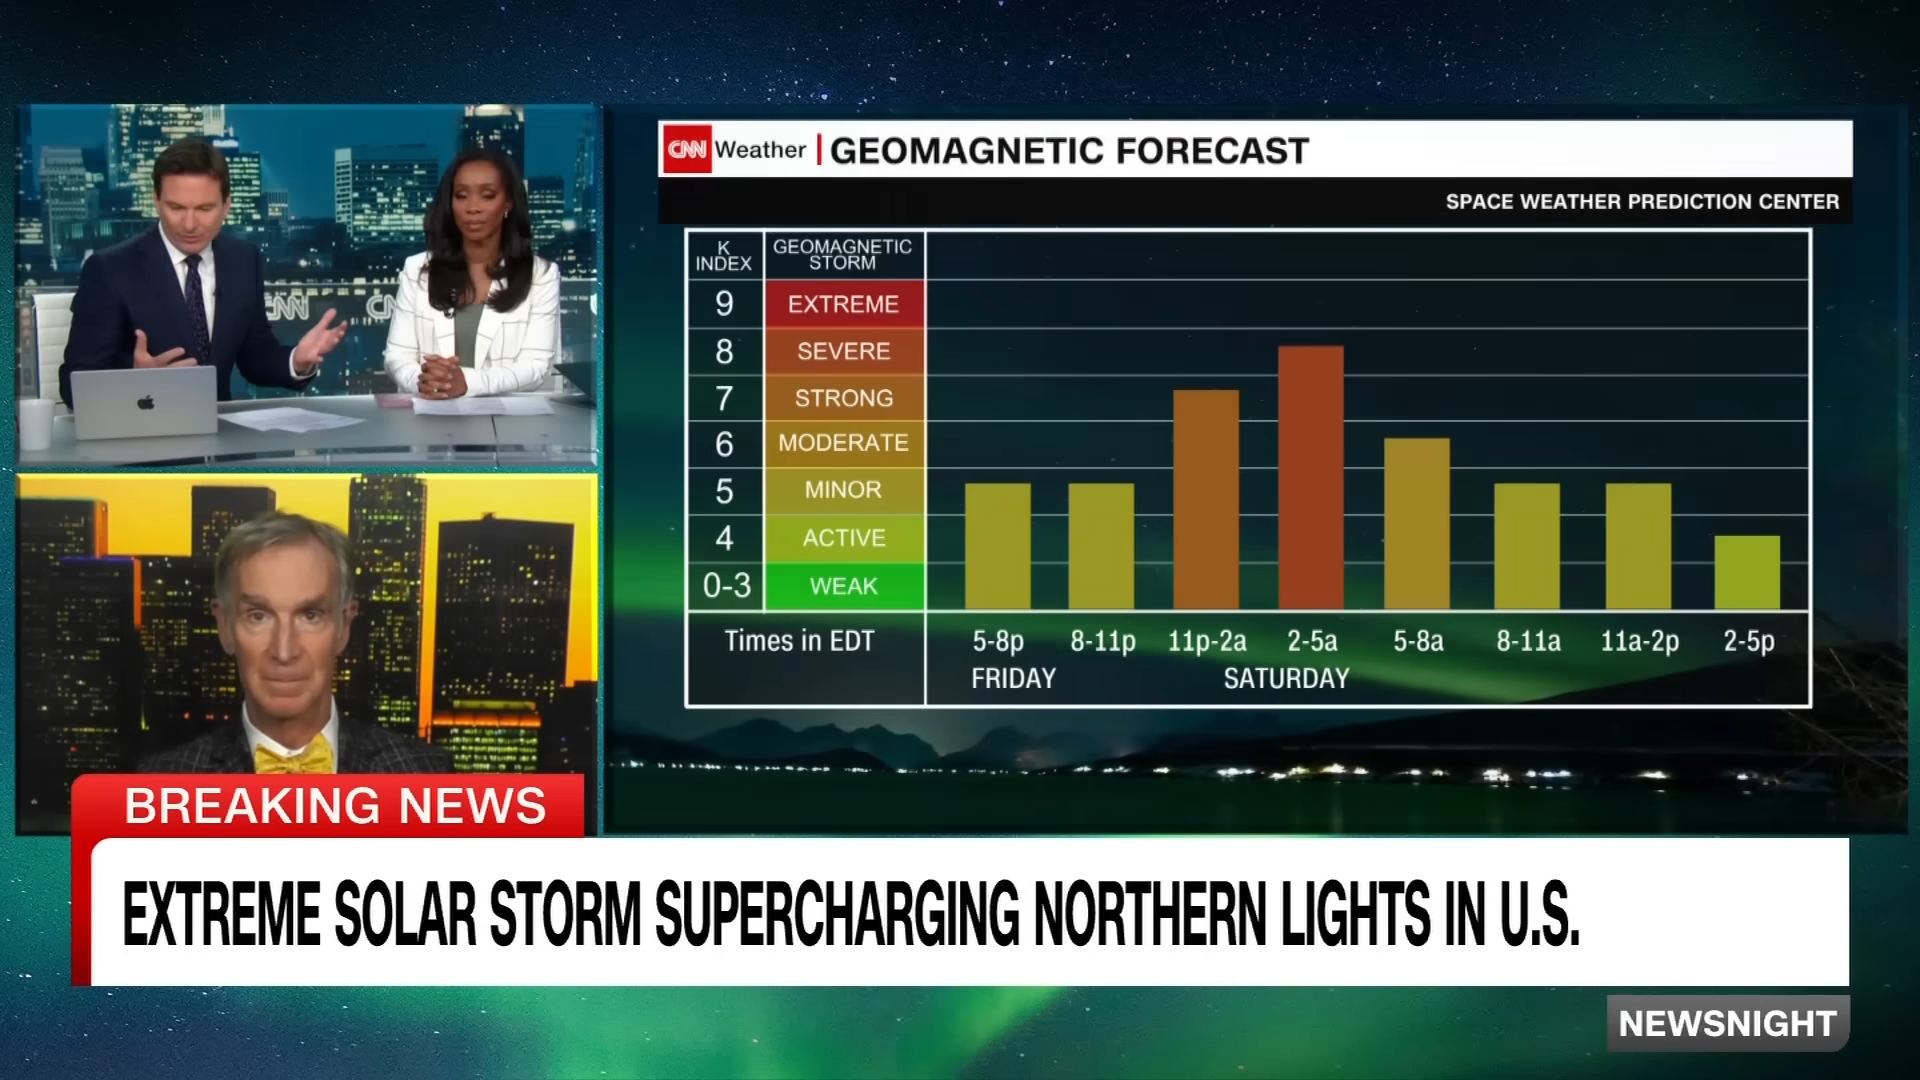 CNN Weather GEOMAGNETIC FORECAST
SPACE WEATHER PREDICTION CENTER
K INDEX
GEOMAGNETIC STORM
9 EXTREME
8 SEVERE
7 STRONG
6 MODERATE
5 MINOR
4 ACTIVE
0-3 WEAK
Times in EDT 5-8p 8-11p 11p-2a 2-5a 5-8a 8-11a 11a-2p 2-5p
FRIDAY SATURDAY
CNN
CN
BREAKING NEWS
EXTREME SOLAR STORM SUPERCHARGING NORTHERN LIGHTS IN U.S.
NEWSNIGHT